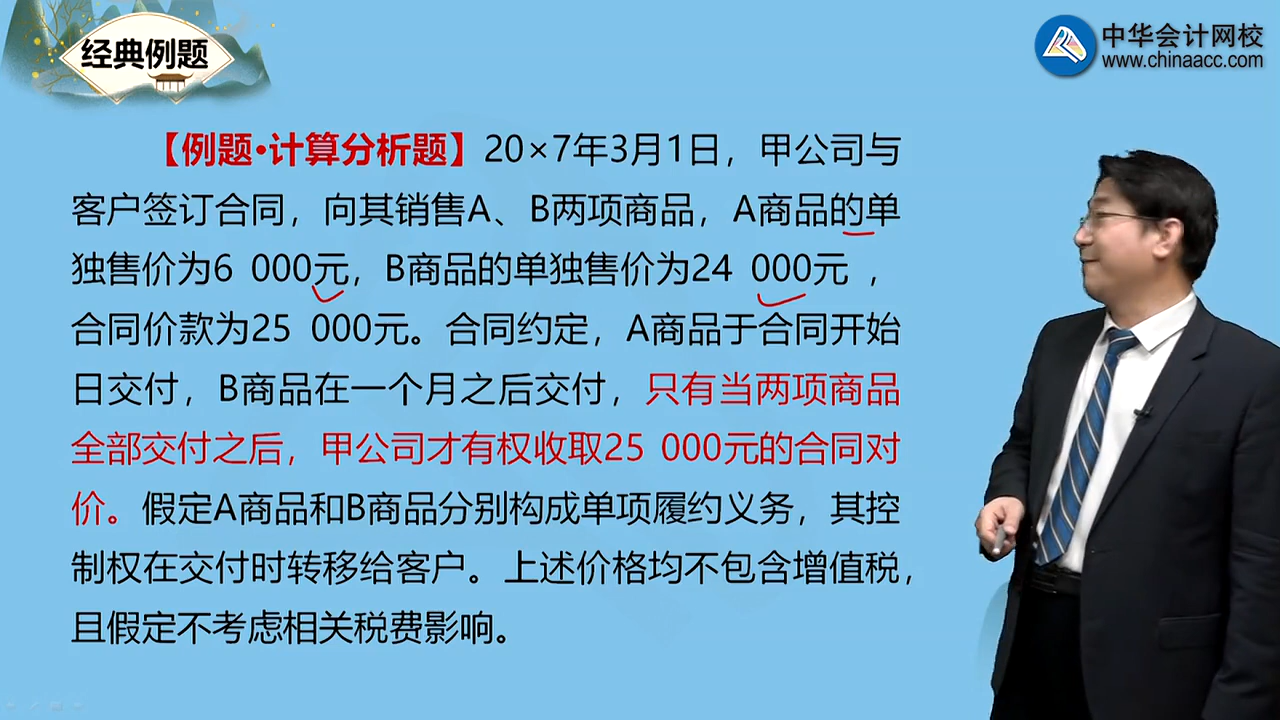 经典例题
中华会计网校
www.chinaacc.com
【例题·计算分析题】20×7年3月1日，甲公司与
客户签订合同，向其销售A、B两项商品，A商品的单
独售价为6 000元，B商品的单独售价为24 000元，
合同价款为25 000元。合同约定，A商品于合同开始
日交付，B商品在一个月之后交付，只有当两项商品
全部交付之后，甲公司才有权收取25 000元的合同对
价。假定A商品和B商品分别构成单项履约义务，其控
制权在交付时转移给客户。上述价格均不包含增值税，
且假定不考虑相关税费影响。